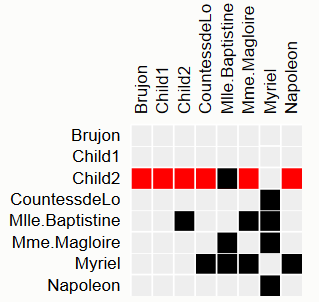 Brujon
Child1
Child2
CountessdeLo
Mlle.Baptistine
Mme.Magloire
Myriel
Napoleon
Brujon
Child1
Child2
CountessdeLo
Mlle.Baptistine
Mme.Magloire
Myriel
Napoleon